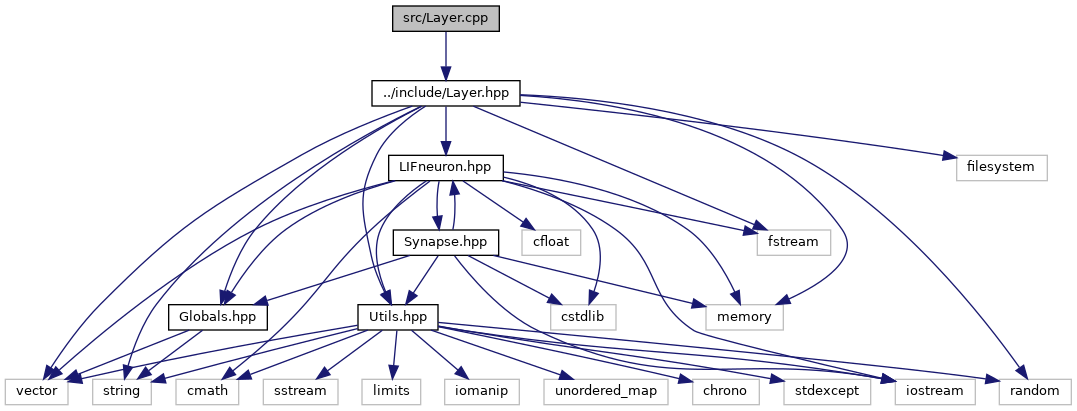 src/Layer.cpp
../include/Layer.hpp
LIFneuron.hpp
filesystem
Synapse.hpp
cfloat
fstream
Globals.hpp
Utils.hpp
cstdlib
memory
vector
string
cmath
sstream
limits
iomanip
unordered_map
chrono
stdexcept
iostream
random